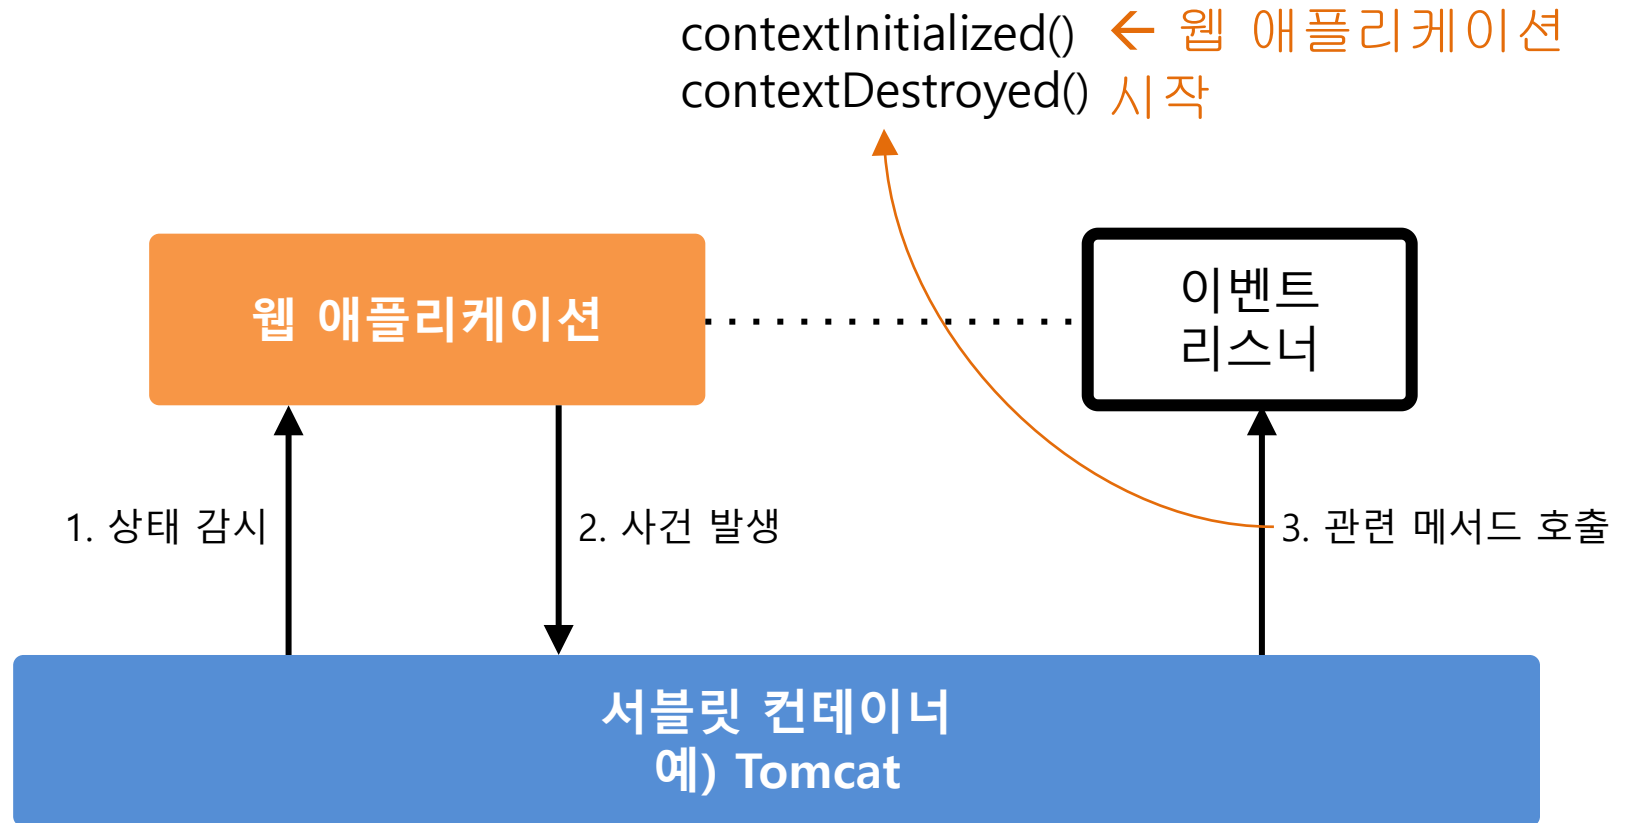 contextInitialized() ← 웹 애플리케이션
contextDestroyed() 시작
웹 애플리케이션
이벤트
리스너
1. 상태 감시
2. 사건 발생
3. 관련 메서드 호출
서블릿 컨테이너
예) Tomcat